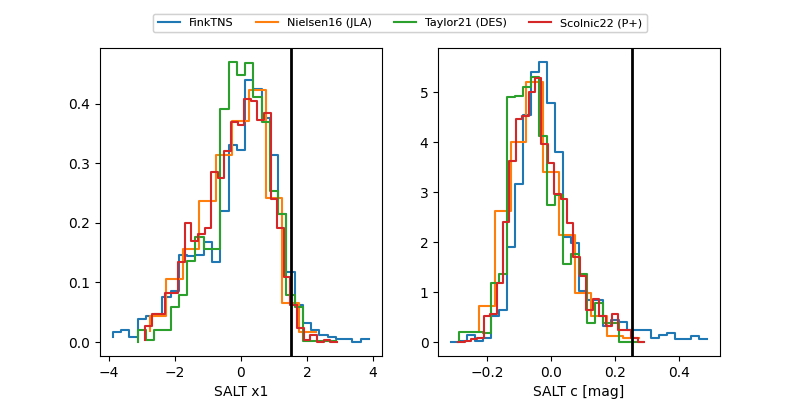 FinkTNS Nielsen16 (JLA) Taylor21 (DES) Scolnic22 (P+)
0.4
0.3
0.2
0.1
0.0
−4 −2 0 2 4
SALT x1
5
4
3
2
1
0
−0.2 0.0 0.2 0.4
SALT c [mag]